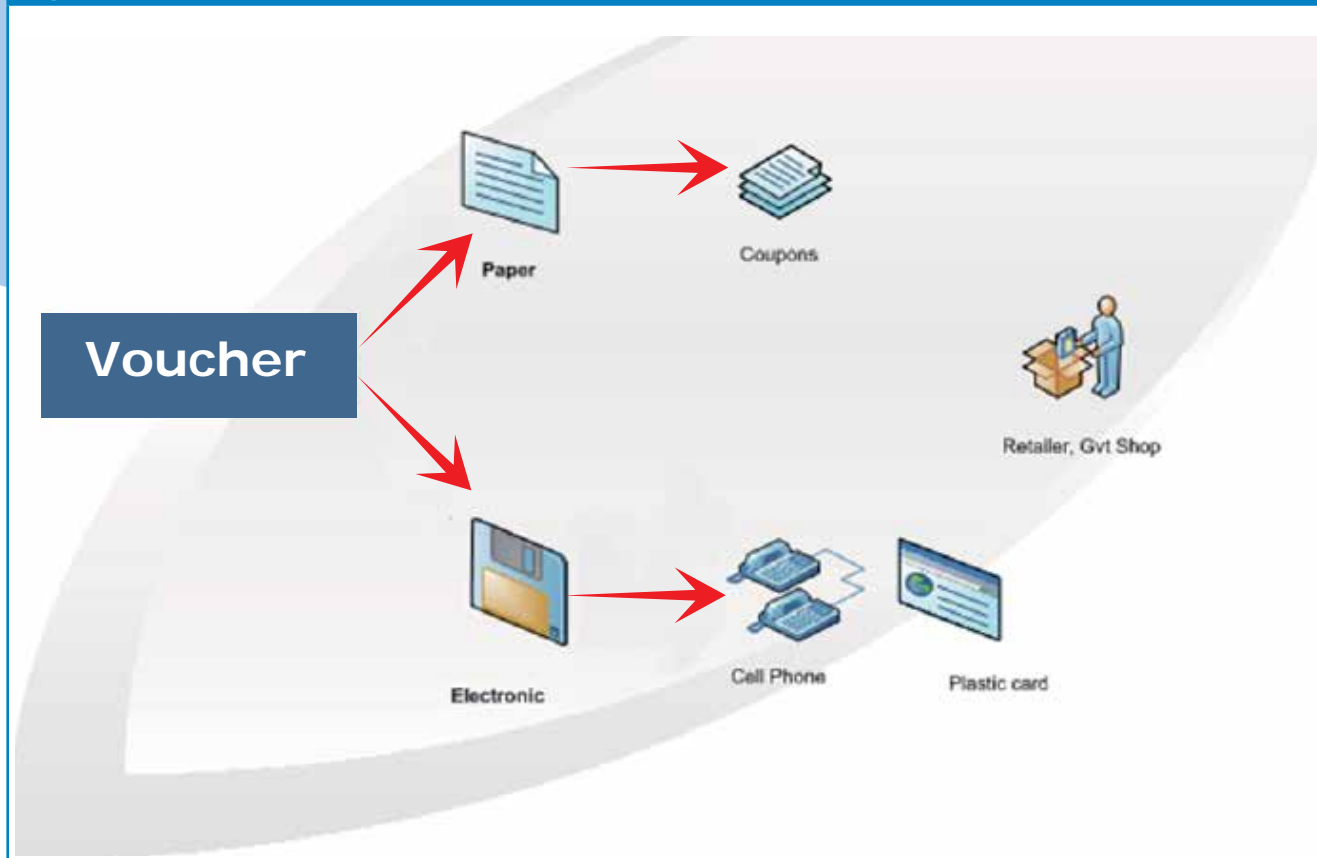 Paper
Coupons
Voucher
Retailer, Gvt Shop
Electronic
Cell Phone
Plastic card